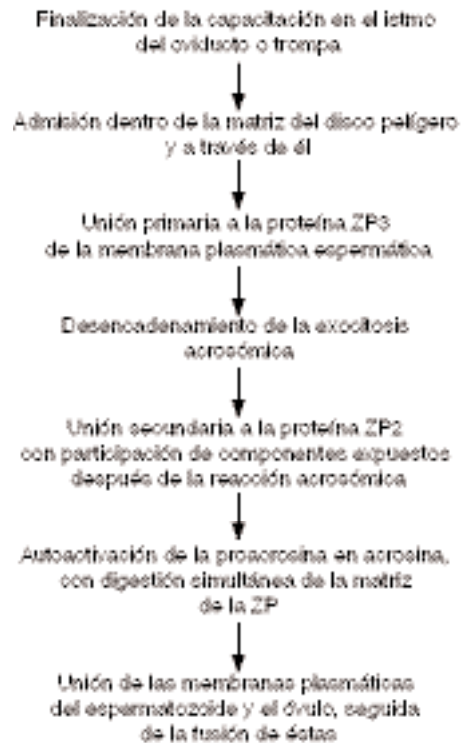 Finalización de la capacitación en el istmo
del oviducto o trompa
Admisión dentro de la matriz del disco pelígero
y a través de él
Unión primaria a la proteína ZP3
de la membrana plasmática espermática
Desencadenamiento de la exocitosis
acrosómica
Unión secundaria a la proteína ZP2
con participación de componentes expuestos
después de la reacción acrosómica
Autoactivación de la proacrosina en acrosina,
con digestión simultánea de la matriz
de la ZP
Unión de las membranas plasmáticas
del espermatozoide y el óvulo, seguida
de la fusión de éstas